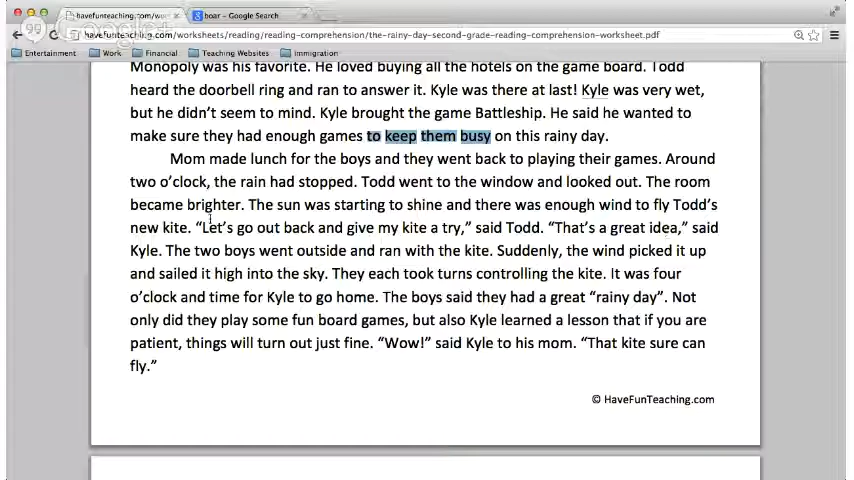 havefunteaching.com/wor
boar - Google Search
Google+
havefunteaching.com/worksheets/reading/reading-comprehension/the-rainy-day-second-grade-reading-comprehension-worksheet.pdf
Entertainment Work Financial Teaching Websites Immigration
Monopoly was his favorite. He loved buying all the hotels on the game board. Todd
heard the doorbell ring and ran to answer it. Kyle was there at last! Kyle was very wet,
but he didn't seem to mind. Kyle brought the game Battleship. He said he wanted to
make sure they had enough games to keep them busy on this rainy day.
Mom made lunch for the boys and they went back to playing their games. Around
two o'clock, the rain had stopped. Todd went to the window and looked out. The room
became brighter. The sun was starting to shine and there was enough wind to fly Todd's
new kite. “Let's go out back and give my kite a try,” said Todd. “That's a great idea,” said
Kyle. The two boys went outside and ran with the kite. Suddenly, the wind picked it up
and sailed it high into the sky. They each took turns controlling the kite. It was four
o'clock and time for Kyle to go home. The boys said they had a great “rainy day”. Not
only did they play some fun board games, but also Kyle learned a lesson that if you are
patient, things will turn out just fine. “Wow!” said Kyle to his mom. “That kite sure can
fly.”
© HaveFunTeaching.com